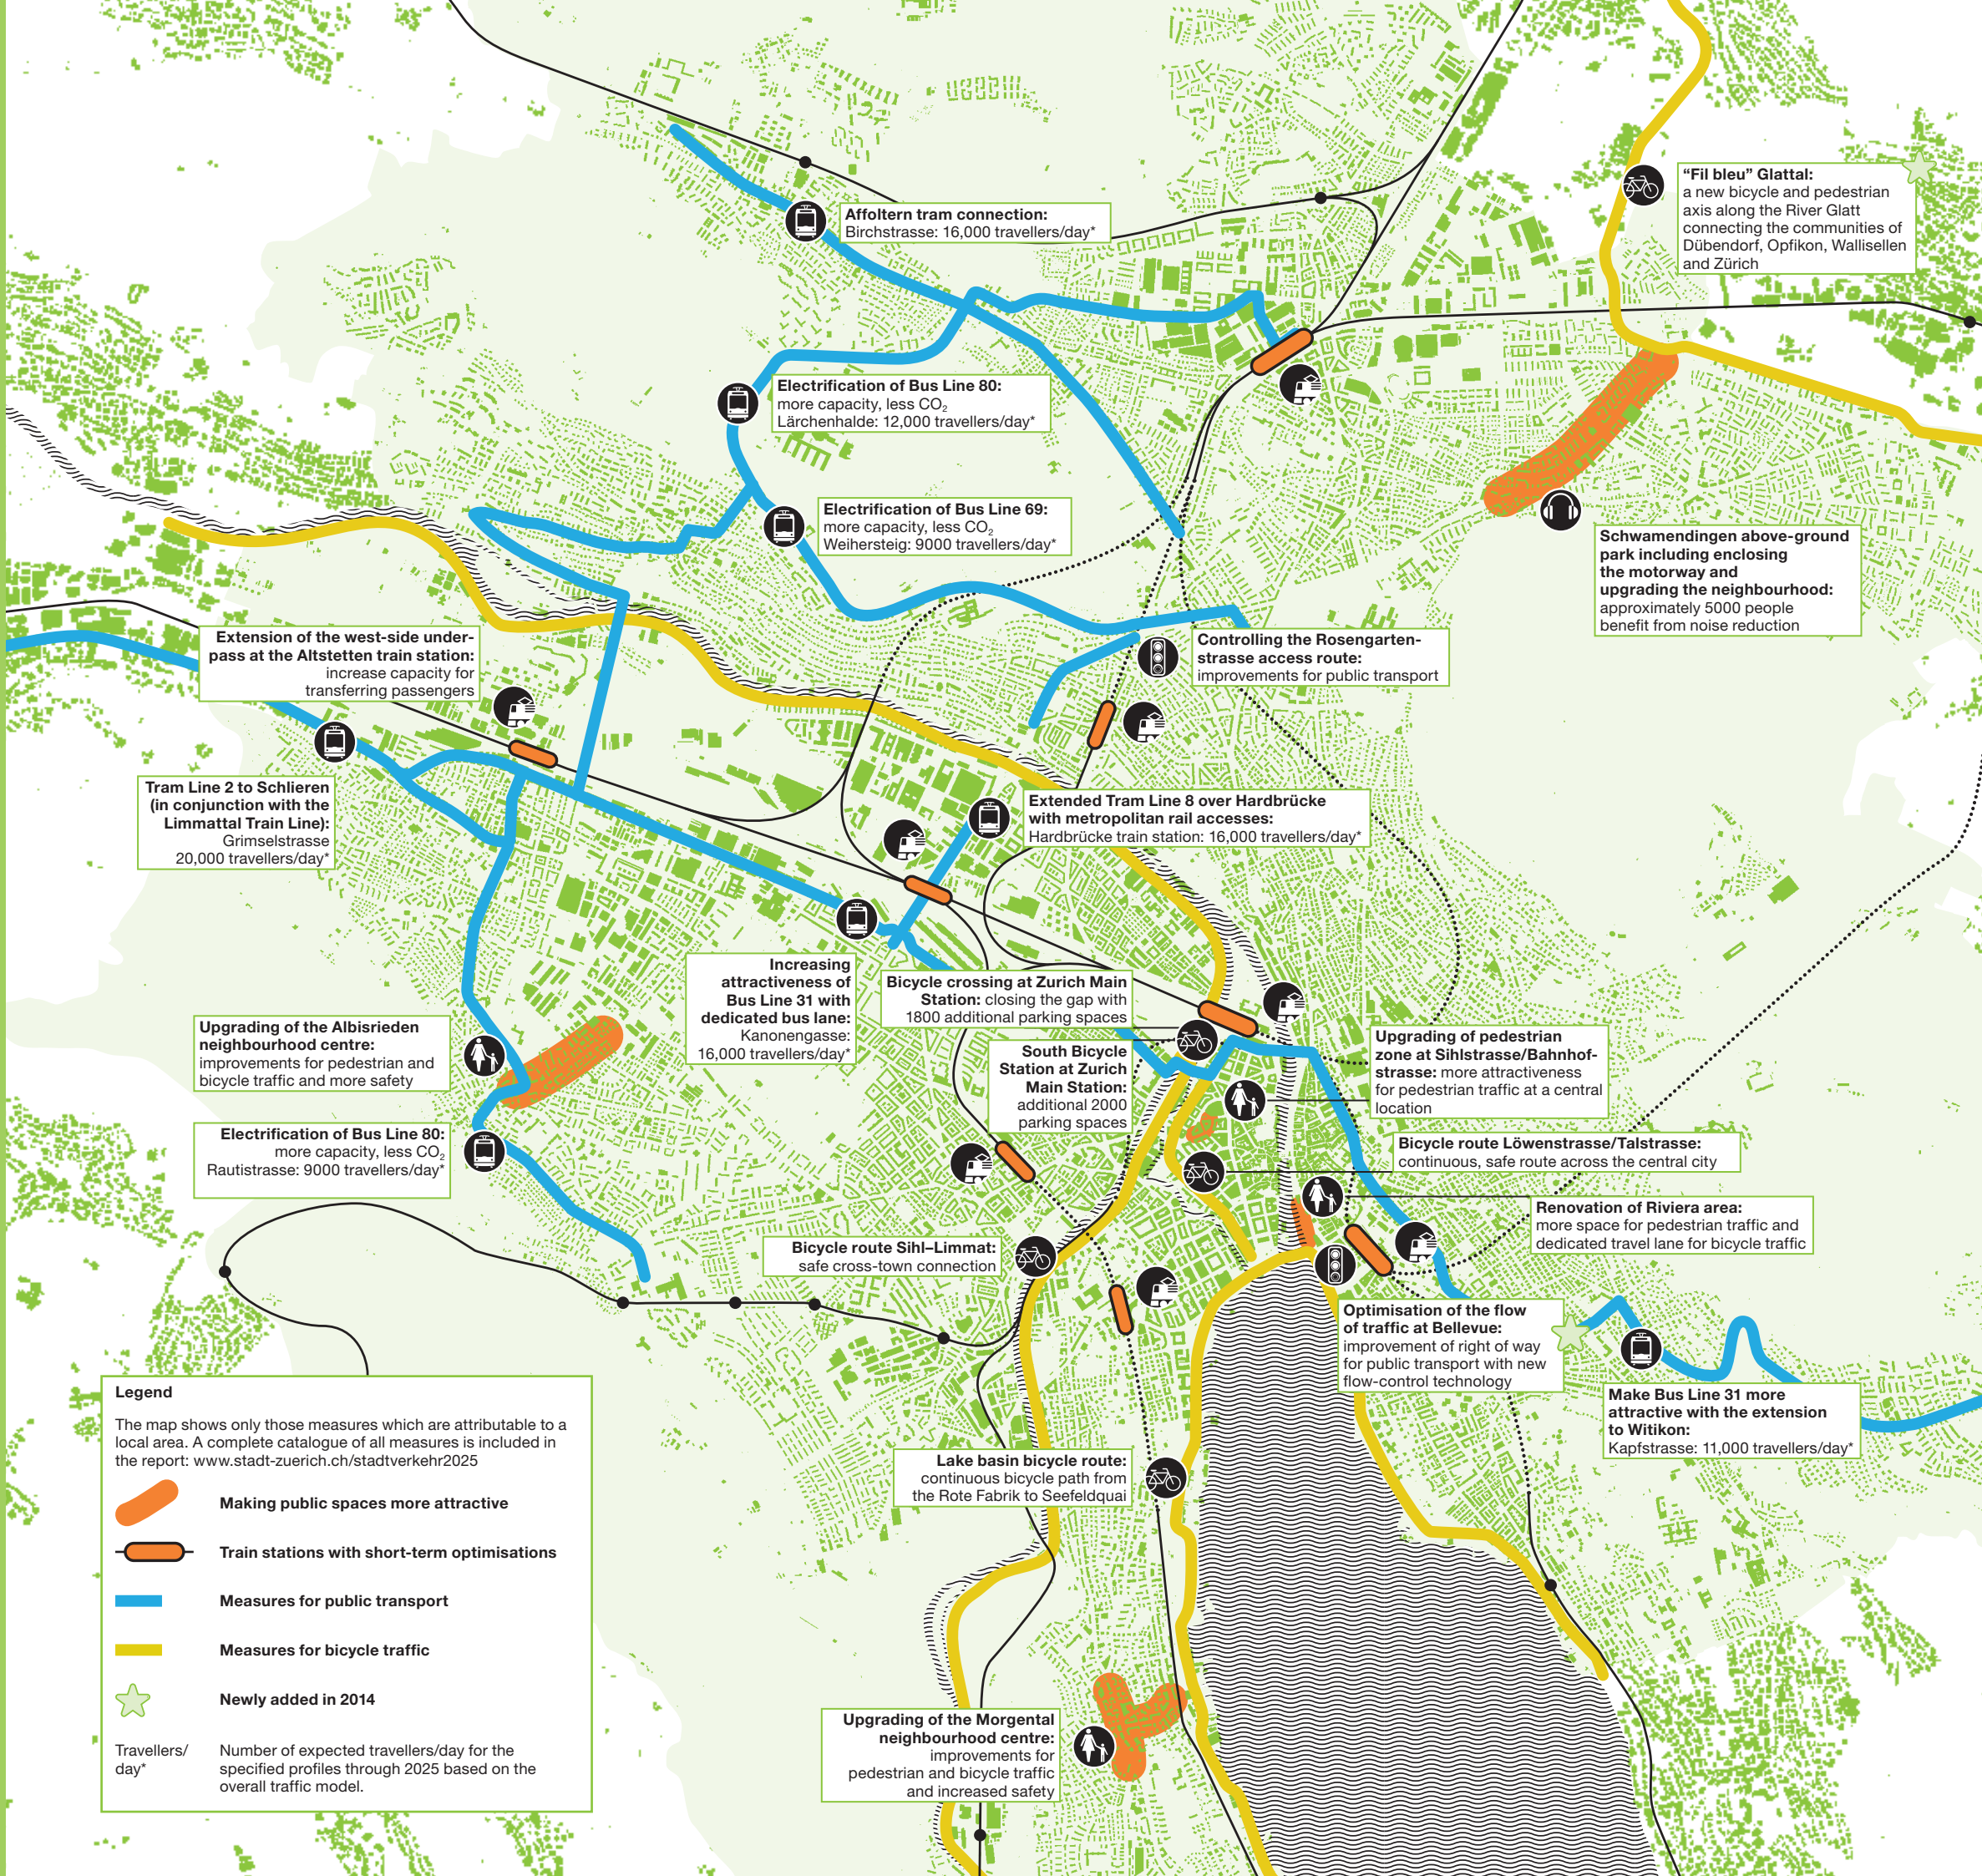 "Fil bleu" Glattal:
a new bicycle and pedestrian
axis along the River Glatt
connecting the communities of
Dübendorf, Opfikon, Wallisellen
and Zürich
Affoltern tram connection:
Birchstrasse: 16,000 travellers/day*
Electrification of Bus Line 80:
more capacity, less CO₂
Lärchenhalde: 12,000 travellers/day*
Electrification of Bus Line 69:
more capacity, less CO₂
Weihersteig: 9000 travellers/day*
Schwamendingen above-ground
park including enclosing
the motorway and
upgrading the neighbourhood:
approximately 5000 people
benefit from noise reduction
Extension of the west-side under-
pass at the Altstetten train station:
increase capacity for
transferring passengers
Controlling the Rosengarten-
strasse access route:
improvements for public transport
Tram Line 2 to Schlieren
(in conjunction with the
Limmattal Train Line):
Grimselstrasse
20,000 travellers/day*
Extended Tram Line 8 over Hardbrücke
with metropolitan rail accesses:
Hardbrücke train station: 16,000 travellers/day*
Increasing
attractiveness of
Bus Line 31 with
dedicated bus lane:
Kanonengasse:
16,000 travellers/day*
Bicycle crossing at Zurich Main
Station: closing the gap with
1800 additional parking spaces
Upgrading of the Albisrieden
neighbourhood centre:
improvements for pedestrian and
bicycle traffic and more safety
South Bicycle
Station at Zurich
Main Station:
additional 2000
parking spaces
Upgrading of pedestrian
zone at Sihlstrasse/Bahnhof-
strasse: more attractiveness
for pedestrian traffic at a central
location
Electrification of Bus Line 80:
more capacity, less CO₂
Rautistrasse: 9000 travellers/day*
Bicycle route Löwenstrasse/Talstrasse:
continuous, safe route across the central city
Renovation of Riviera area:
more space for pedestrian traffic and
dedicated travel lane for bicycle traffic
Bicycle route Sihl–Limmat:
safe cross-town connection
Optimisation of the flow
of traffic at Bellevue:
improvement of right of way
for public transport with new
flow-control technology
Make Bus Line 31 more
attractive with the extension
to Witikon:
Kapfstrasse: 11,000 travellers/day*
Lake basin bicycle route:
continuous bicycle path from
the Rote Fabrik to Seefeldquai
Upgrading of the Morgental
neighbourhood centre:
improvements for
pedestrian and bicycle traffic
and increased safety
Legend
The map shows only those measures which are attributable to a
local area. A complete catalogue of all measures is included in
the report: www.stadt-zuerich.ch/stadtverkehr2025
Making public spaces more attractive
Train stations with short-term optimisations
Measures for public transport
Measures for bicycle traffic
Newly added in 2014
Travellers/
day*
Number of expected travellers/day for the
specified profiles through 2025 based on the
overall traffic model.